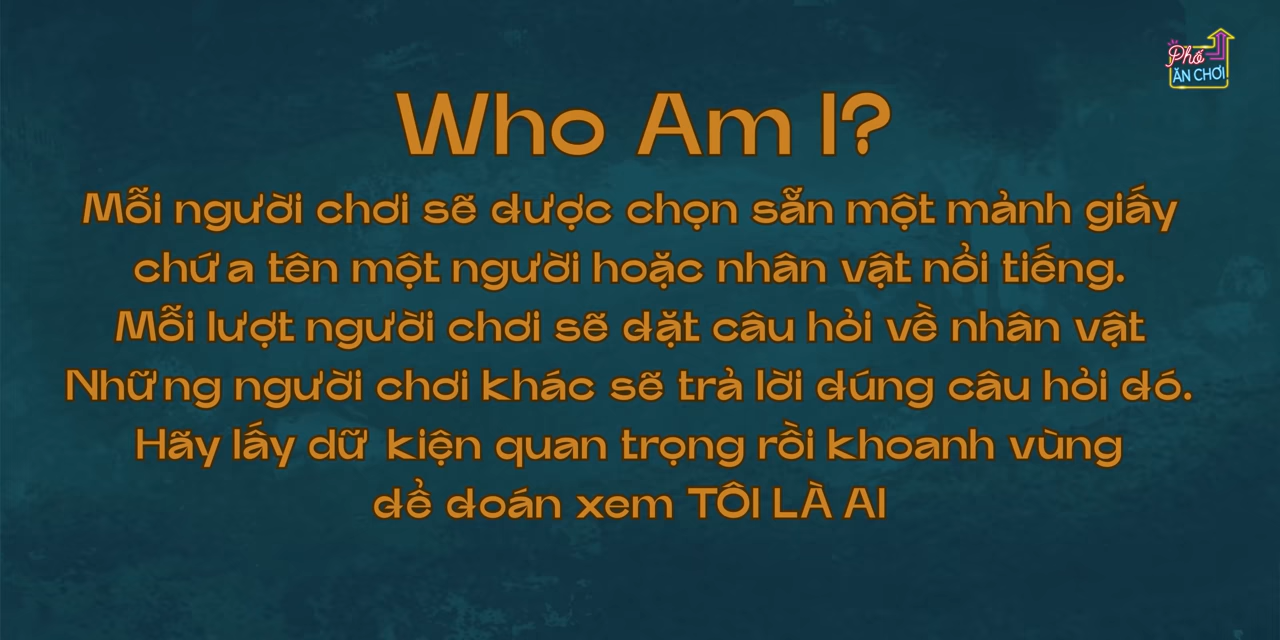 Phố
ĂN CHƠI
Who Am I?
Mỗi người chơi sẽ được chọn sẵn một mảnh giấy
chứa tên một người hoặc nhân vật nổi tiếng.
Mỗi lượt người chơi sẽ đặt câu hỏi về nhân vật
Những người chơi khác sẽ trả lời đúng câu hỏi đó.
Hãy lấy dữ kiện quan trọng rồi khoanh vùng
để đoán xem TÔI LÀ AI